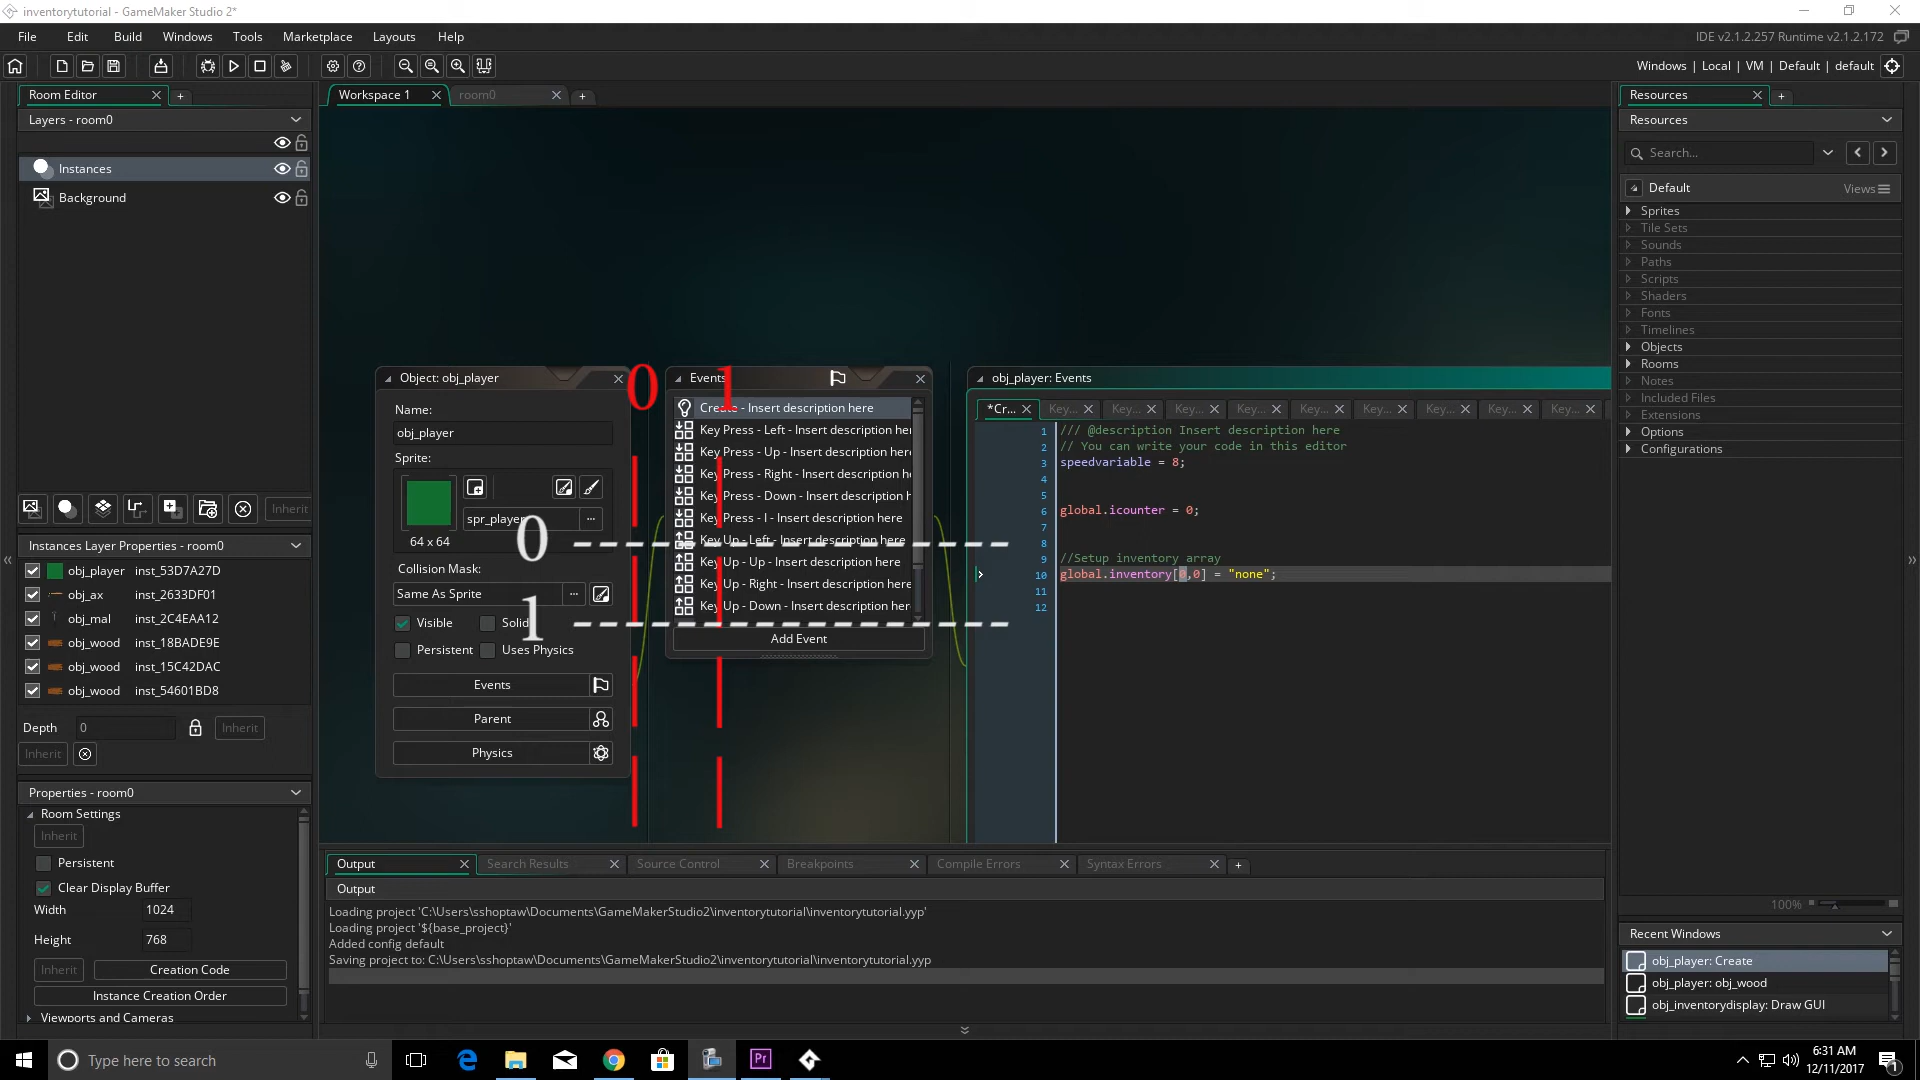 inventorytutorial - GameMaker Studio 2*
File Edit Build Windows Tools Marketplace Layouts Help
IDE v2.1.2.257 Runtime v2.1.2.172
Windows | Local | VM | Default | default
Room Editor
Layers - room0
Instances
Background
Inherit
Instances Layer Properties - room0
obj_player inst_53D7A27D
obj_ax inst_2633DF01
obj_mal inst_2C4EAA12
obj_wood inst_18BADE9E
obj_wood inst_15C42DAC
obj_wood inst_54601BD8
Depth 0 Inherit
Inherit
Properties - room0
Room Settings
Inherit
Persistent
Clear Display Buffer
Width 1024
Height 768
Inherit Creation Code
Instance Creation Order
Viewports and Cameras
Workspace 1 room0
Object: obj_player
Name:
obj_player
Sprite:
spr_player
64 x 64
Collision Mask:
Same As Sprite
Visible Solid
Persistent Uses Physics
Events
Parent
Physics
0 1
0
1
Events
Create - Insert description here
Key Press - Left - Insert description her
Key Press - Up - Insert description here
Key Press - Right - Insert description he
Key Press - Down - Insert description h
Key Press - I - Insert description here
Key Up - Left - Insert description here
Key Up - Up - Insert description here
Key Up - Right - Insert description here
Key Up - Down - Insert description her
Add Event
obj_player: Events
*Cr... Key... Key... Key... Key... Key... Key... Key... Key... Key...
1 /// @description Insert description here
2 // You can write your code in this editor
3 speedvariable = 8;
4
5
6 global.icounter = 0;
7
8
9 //Setup inventory array
10 global.inventory[0,0] = "none";
11
12
Output Search Results Source Control Breakpoints Compile Errors Syntax Errors
Output
Loading project 'C:\Users\sshoptaw\Documents\GameMakerStudio2\inventorytutorial\inventorytutorial.yyp'
Loading project '${base_project}'
Added config default
Saving project to: C:\Users\sshoptaw\Documents\GameMakerStudio2\inventorytutorial\inventorytutorial.yyp
Resources
Resources
Search...
Default Views
Sprites
Tile Sets
Sounds
Paths
Scripts
Shaders
Fonts
Timelines
Objects
Rooms
Notes
Included Files
Extensions
Options
Configurations
100%
Recent Windows
obj_player: Create
obj_player: obj_wood
obj_inventorydisplay: Draw GUI
Type here to search
Pr
6:31 AM
12/11/2017
1